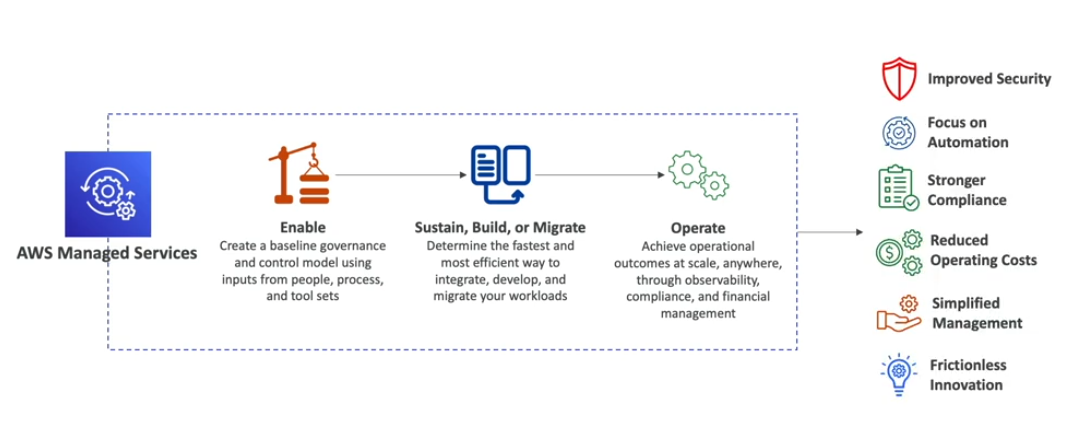 AWS Managed Services
Enable
Create a baseline governance
and control model using
inputs from people, process,
and tool sets
Sustain, Build, or Migrate
Determine the fastest and
most efficient way to
integrate, develop, and
migrate your workloads
Operate
Achieve operational
outcomes at scale, anywhere,
through observability,
compliance, and financial
management
Improved Security
Focus on
Automation
Stronger
Compliance
$
Reduced
Operating Costs
Simplified
Management
Frictionless
Innovation